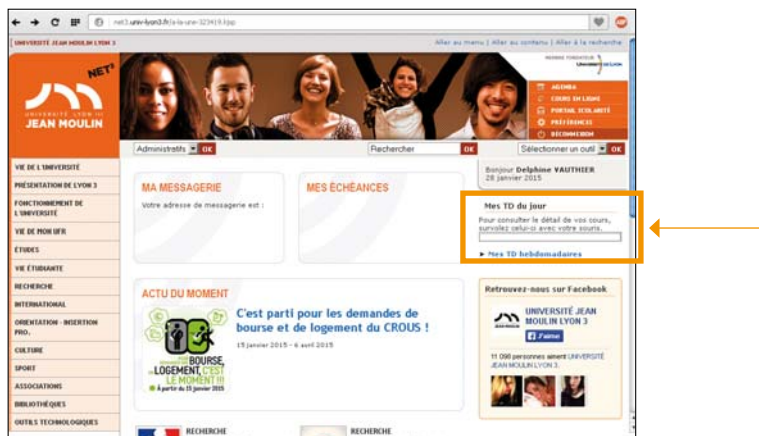 net3.univ-lyon3.fr/a-la-une-323419.kjsp
[ UNIVERSITÉ JEAN MOULIN LYON 3
Aller au menu | Aller au contenu | Aller à la recherche
NET3
UNIVERSITÉ LYON III
JEAN MOULIN
MEMBRE FONDATEUR
UNIVERSITÉ DE LYON
AGENDA
COURS EN LIGNE
PORTAIL SCOLARITÉ
PRÉFÉRENCES
DÉCONNEXION
Administratifs OK
Rechercher OK
Sélectionner un outil OK
VIE DE L'UNIVERSITÉ
PRÉSENTATION DE LYON 3
FONCTIONNEMENT DE
L'UNIVERSITÉ
VIE DE MON UFR
ÉTUDES
VIE ÉTUDIANTE
RECHERCHE
INTERNATIONAL
ORIENTATION - INSERTION
PRO.
CULTURE
SPORT
ASSOCIATIONS
BIBLIOTHÈQUES
OUTILS TECHNOLOGIQUES
MA MESSAGERIE
Votre adresse de messagerie est :
MES ÉCHÉANCES
Bonjour Delphine VAUTHIER
28 janvier 2015
Mes TD du jour
Pour consulter le détail de vos cours,
survolez celui-ci avec votre souris.
Mes TD hebdomadaires
ACTU DU MOMENT
BOURSE,
LOGEMENT, C'EST
LE MOMENT !!!
À partir du 15 janvier 2015
C'est parti pour les demandes de
bourse et de logement du CROUS !
15 janvier 2015 - 6 avril 2015
Retrouvez-nous sur Facebook
JEAN MOULIN
UNIVERSITÉ JEAN
MOULIN LYON 3
J'aime
11 098 personnes aiment UNIVERSITÉ
JEAN MOULIN LYON 3.
RECHERCHE
RECHERCHE